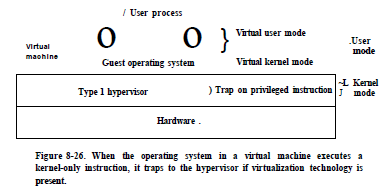 / User process
O O } Virtual user mode
Virtual machine
.User mode
Guest operating system
Virtual kernel mode
Type 1 hypervisor
) Trap on privileged instruction
~L Kernel
J mode
Hardware .
Figure 8-26. When the operating system in a virtual machine executes a
kernel-only instruction, it traps to the hypervisor if virtualization technology is
present.